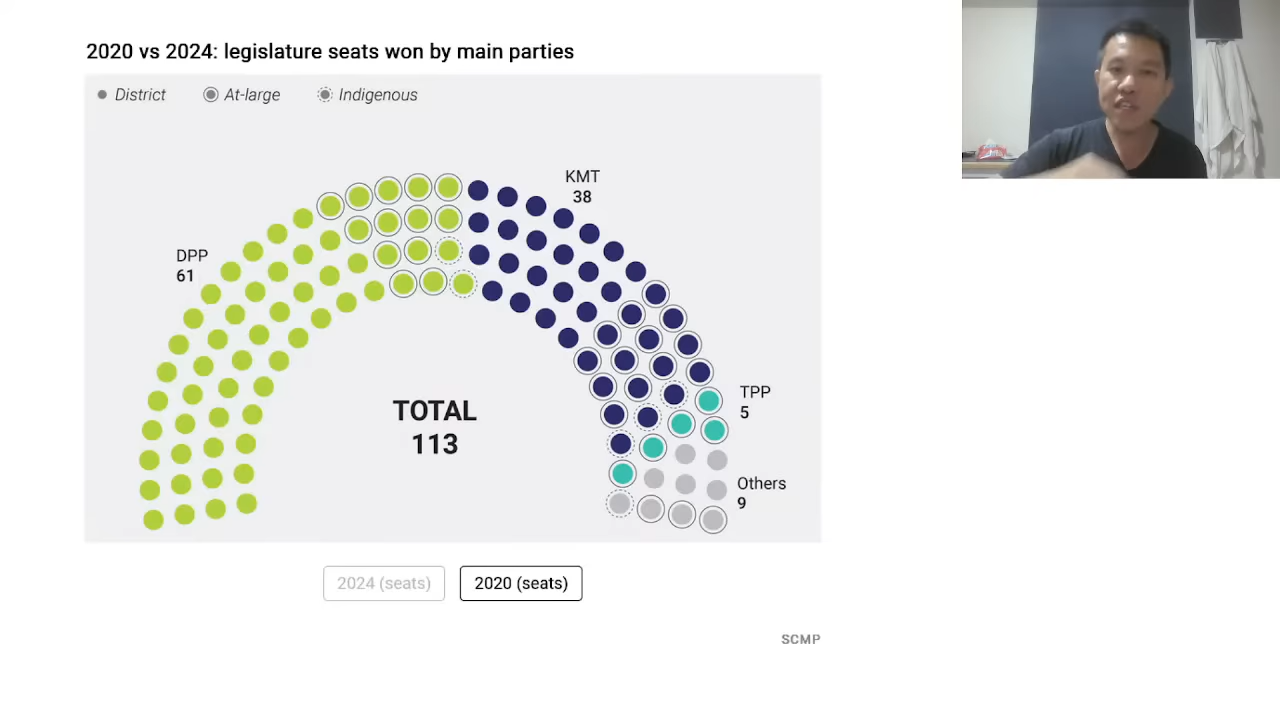 2020 vs 2024: legislature seats won by main parties
District At-large Indigenous
KMT
38
DPP
61
TOTAL
113
TPP
5
Others
9
2024 (seats) 2020 (seats)
SCMP